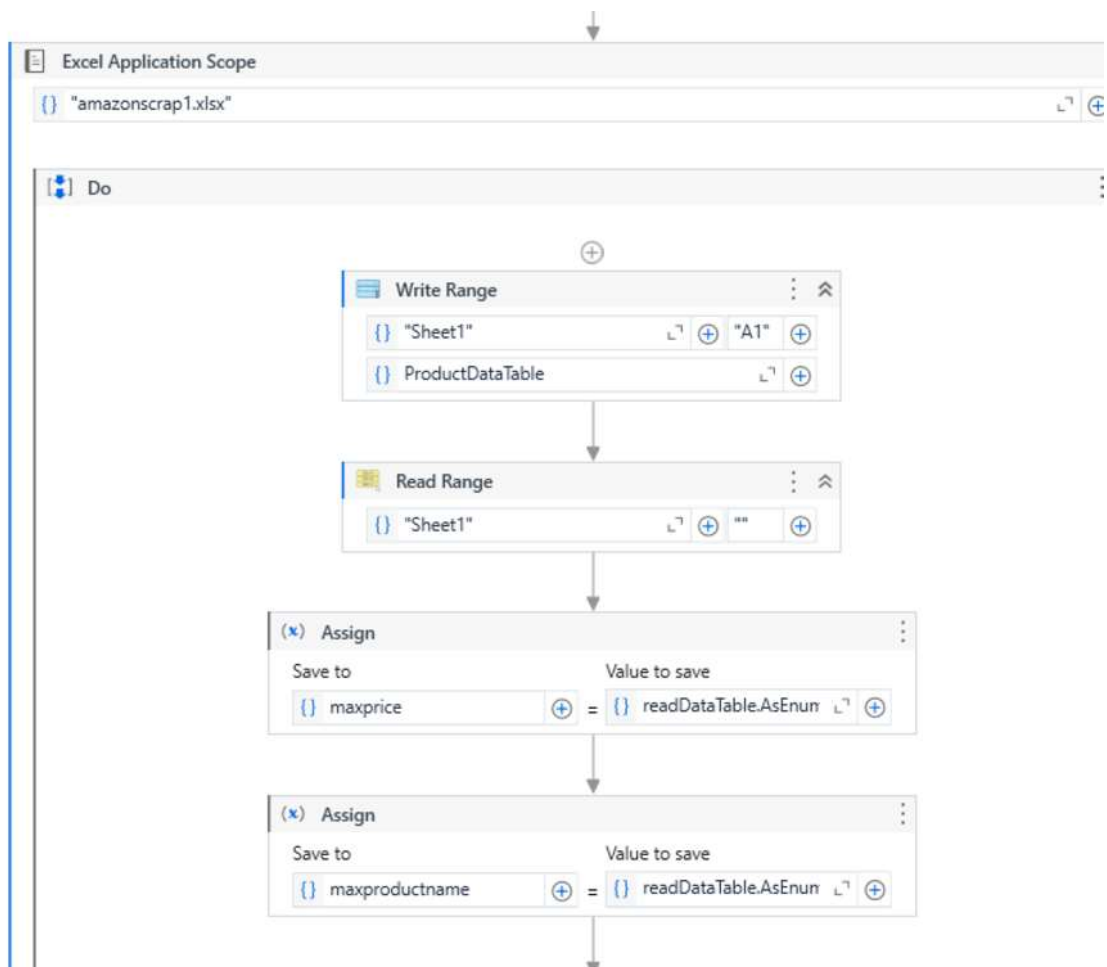 Excel Application Scope
{} "amazonscrap1.xlsx"
Do
Write Range
{} "Sheet1" "A1"
{} ProductDataTable
Read Range
{} "Sheet1" ""
(x) Assign
Save to Value to save
{} maxprice = {} readDataTable.AsEnum
(x) Assign
Save to Value to save
{} maxproductname = {} readDataTable.AsEnum